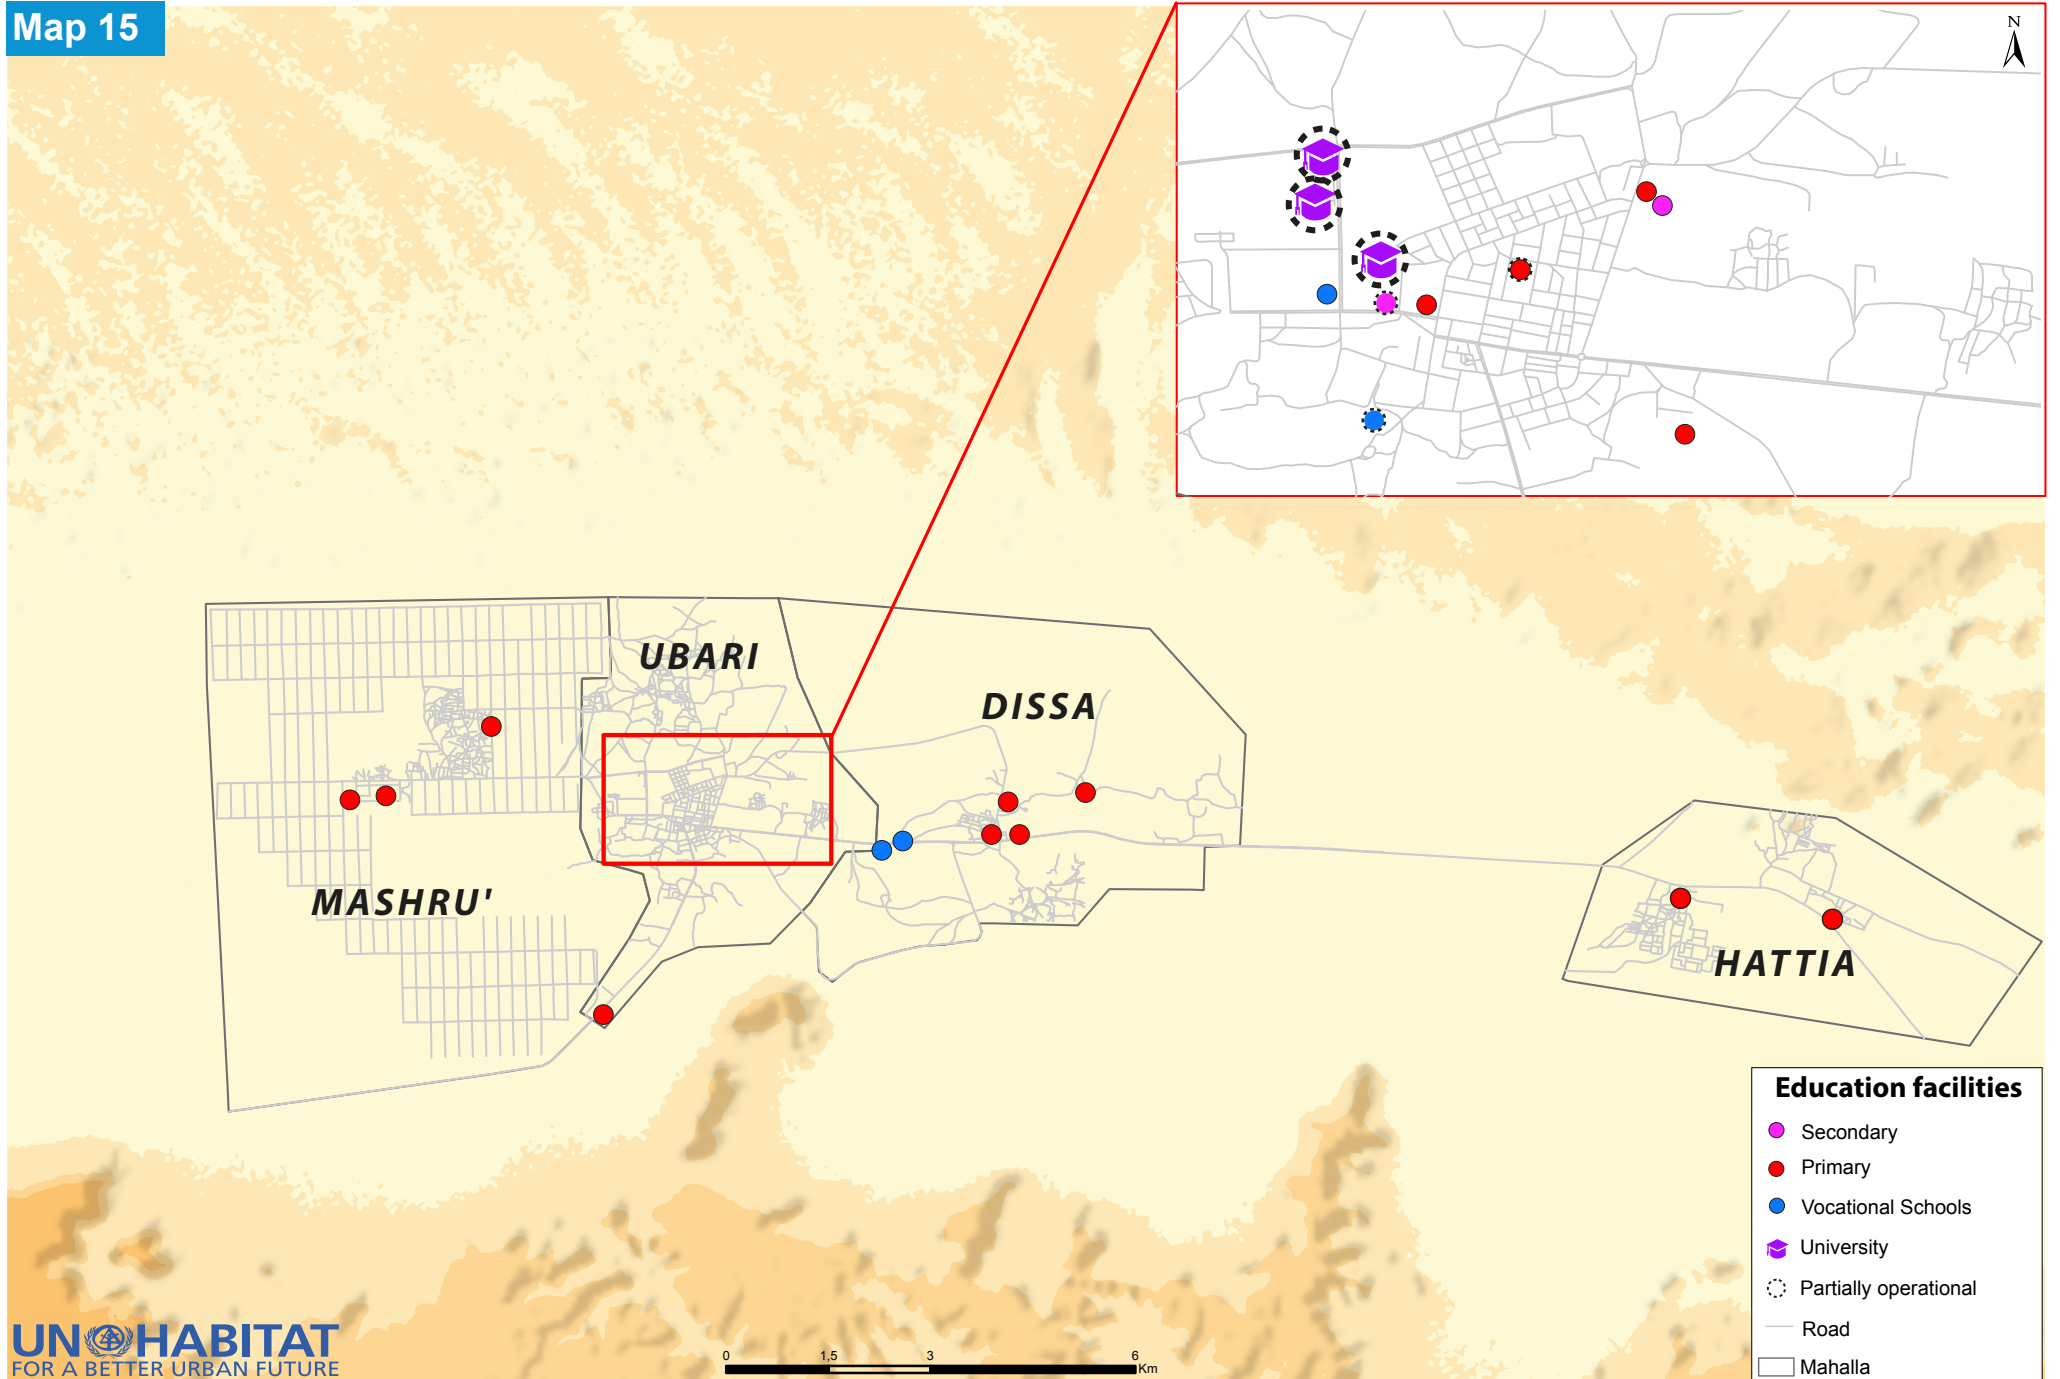 Map 15
N
UBARI
DISSA
MASHRU'
HATTIA
Education facilities
Secondary
Primary
Vocational Schools
University
Partially operational
Road
Mahalla
UN HABITAT
FOR A BETTER URBAN FUTURE
0 1,5 3 6
Km